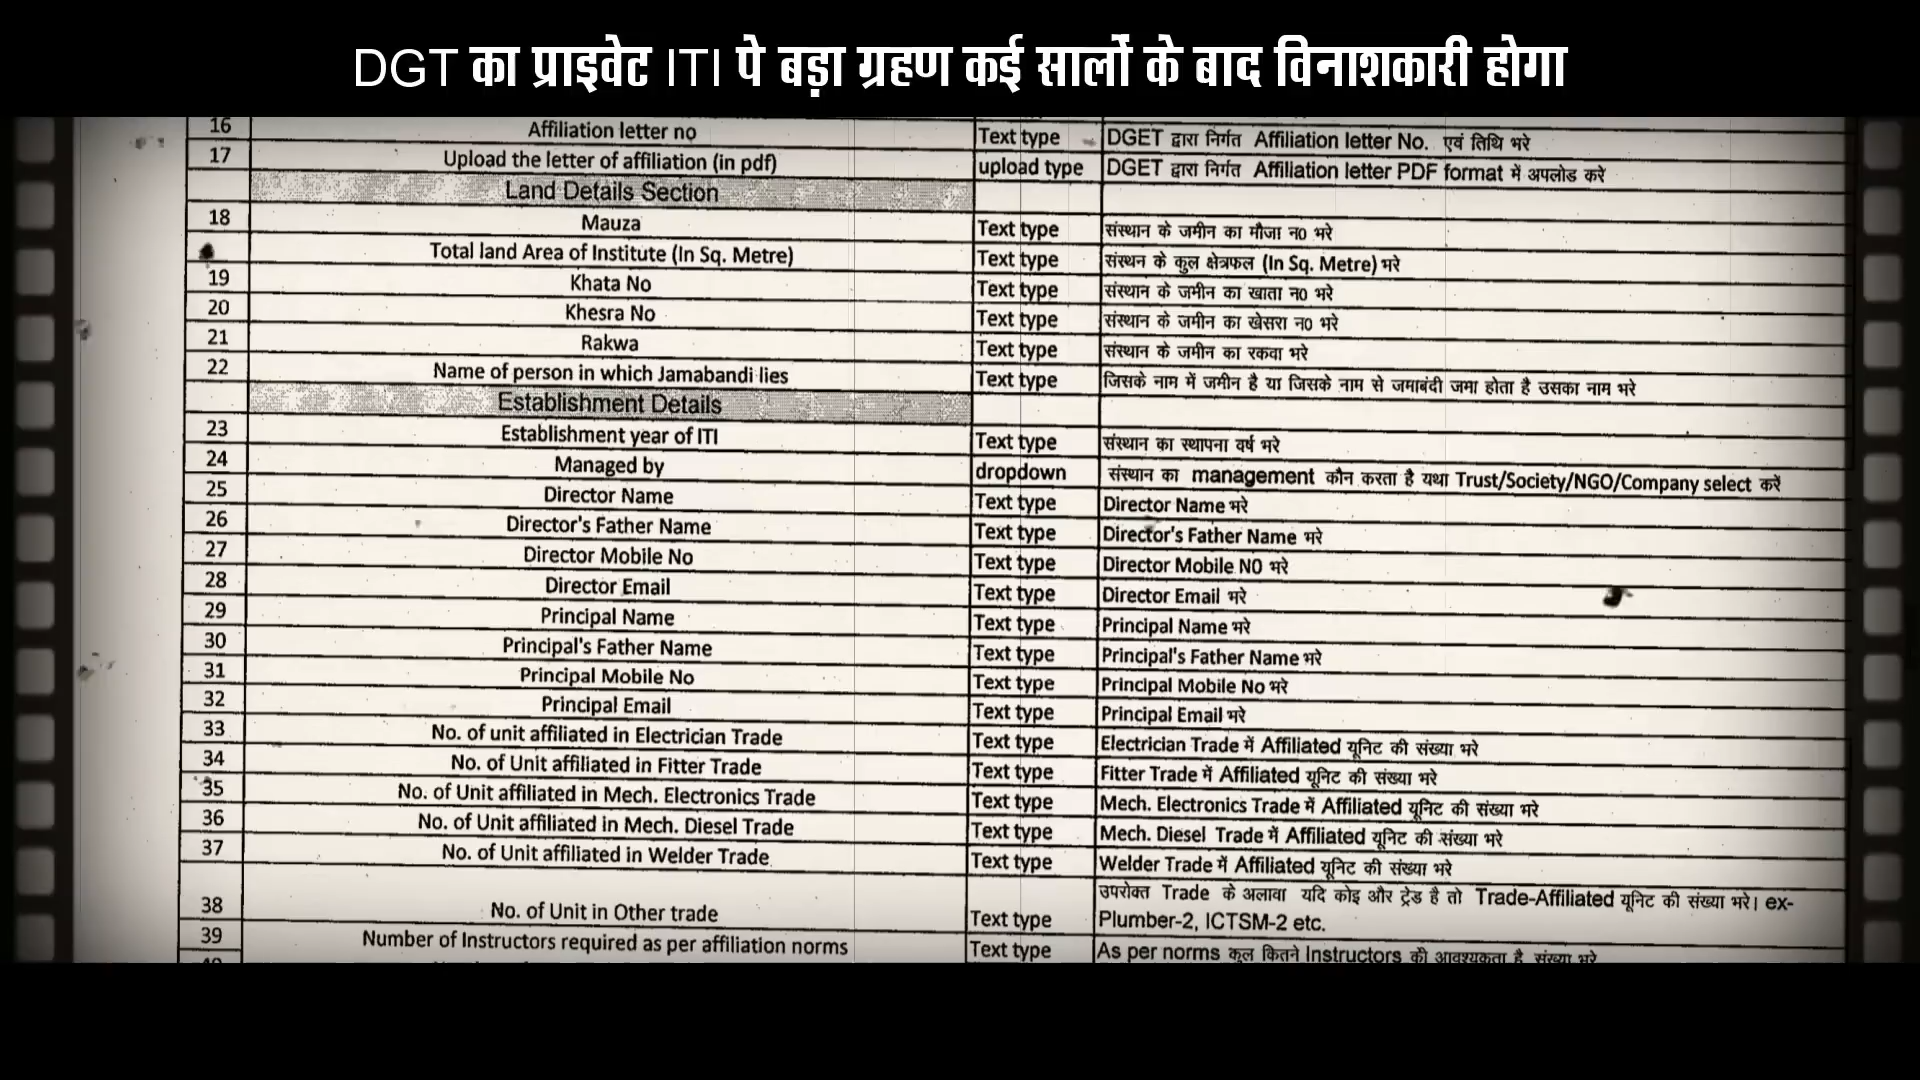 DGT का प्राइवेट ITI पे बड़ा ग्रहण कई सालों के बाद विनाशकारी होगा
16 Affiliation letter no Text type DGET द्वारा निर्गत Affiliation letter No. एवं तिथि भरे
17 Upload the letter of affiliation (in pdf) upload type DGET द्वारा निर्गत Affiliation letter PDF format में अपलोड करे
Land Details Section
18 Mauza Text type संस्थान के जमीन का मौजा न0 भरे
Total land Area of Institute (In Sq. Metre) Text type संस्थन के कुल क्षेत्रफल (In Sq. Metre) भरे
19 Khata No Text type संस्थान के जमीन का खाता न0 भरे
20 Khesra No Text type संस्थान के जमीन का खेसरा न0 भरे
21 Rakwa Text type संस्थान के जमीन का रकवा भरे
22 Name of person in which Jamabandi lies Text type जिसके नाम में जमीन है या जिसके नाम से जमाबंदी जमा होता है उसका नाम भरे
Establishment Details
23 Establishment year of ITI Text type संस्थान का स्थापना वर्ष भरे
24 Managed by dropdown संस्थान का management कौन करता है यथा Trust/Society/NGO/Company select करें
25 Director Name Text type Director Name भरे
26 Director's Father Name Text type Director's Father Name भरे
27 Director Mobile No Text type Director Mobile NO भरे
28 Director Email Text type Director Email भरे
29 Principal Name Text type Principal Name भरे
30 Principal's Father Name Text type Principal's Father Name भरे
31 Principal Mobile No Text type Principal Mobile No भरे
32 Principal Email Text type Principal Email भरे
33 No. of unit affiliated in Electrician Trade Text type Electrician Trade में Affiliated यूनिट की संख्या भरे
34 No. of Unit affiliated in Fitter Trade Text type Fitter Trade में Affiliated यूनिट की संख्या भरे
35 No. of Unit affiliated in Mech. Electronics Trade Text type Mech. Electronics Trade में Affiliated यूनिट की संख्या भरे
36 No. of Unit affiliated in Mech. Diesel Trade Text type Mech. Diesel Trade में Affiliated यूनिट की संख्या भरे
37 No. of Unit affiliated in Welder Trade Text type Welder Trade में Affiliated यूनिट की संख्या भरे
उपरोक्त Trade के अलावा यदि कोइ और ट्रेड है तो Trade-Affiliated यूनिट की संख्या भरे। ex-
38 No. of Unit in Other trade Text type Plumber-2, ICTSM-2 etc.
39 Number of Instructors required as per affiliation norms Text type As per norms कुल कितने Instructors की आवश्यकता है संख्या भरे